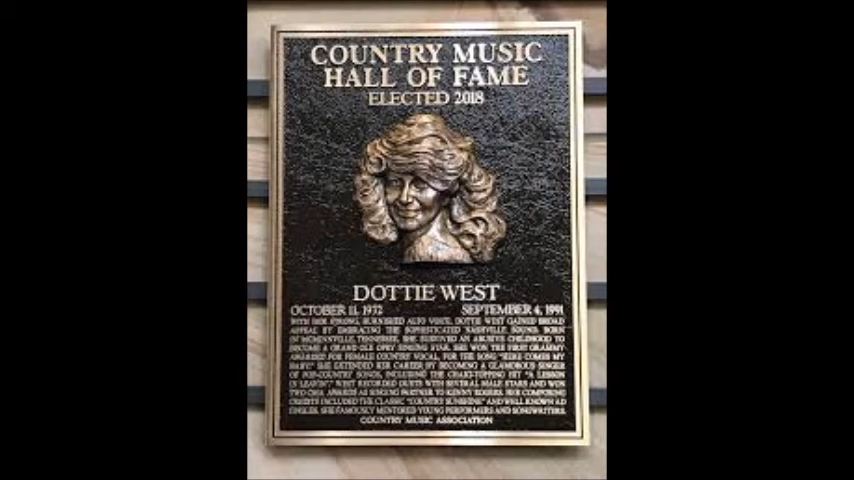 COUNTRY MUSIC
HALL OF FAME
ELECTED 2018
DOTTIE WEST
OCTOBER 11, 1932 SEPTEMBER 4, 1991
WITH HER STRONG, BURNISHED ALTO VOICE, DOTTIE WEST GAINED BROAD
APPEAL BY EMBRACING THE SOPHISTICATED NASHVILLE SOUND. BORN
IN MCMINNVILLE, TENNESSEE, SHE SURVIVED AN ABUSIVE CHILDHOOD TO
BECOME A GRAND OLE OPRY SINGING STAR. SHE WON THE FIRST GRAMMY
AWARDED FOR FEMALE COUNTRY VOCAL, FOR THE SONG "HERE COMES MY
BABY." SHE EXTENDED HER CAREER BY BECOMING A GLAMOROUS SINGER
OF POP-COUNTRY SONGS, INCLUDING THE CHART-TOPPING HIT "A LESSON
IN LEAVIN'." WEST RECORDED DUETS WITH SEVERAL MALE STARS AND WON
TWO CMA AWARDS AS SINGING PARTNER TO KENNY ROGERS. HER COMPOSING
CREDITS INCLUDED THE CLASSIC "COUNTRY SUNSHINE" AND WELL-KNOWN AD
JINGLES. SHE FAMOUSLY MENTORED YOUNG PERFORMERS AND SONGWRITERS.
COUNTRY MUSIC ASSOCIATION